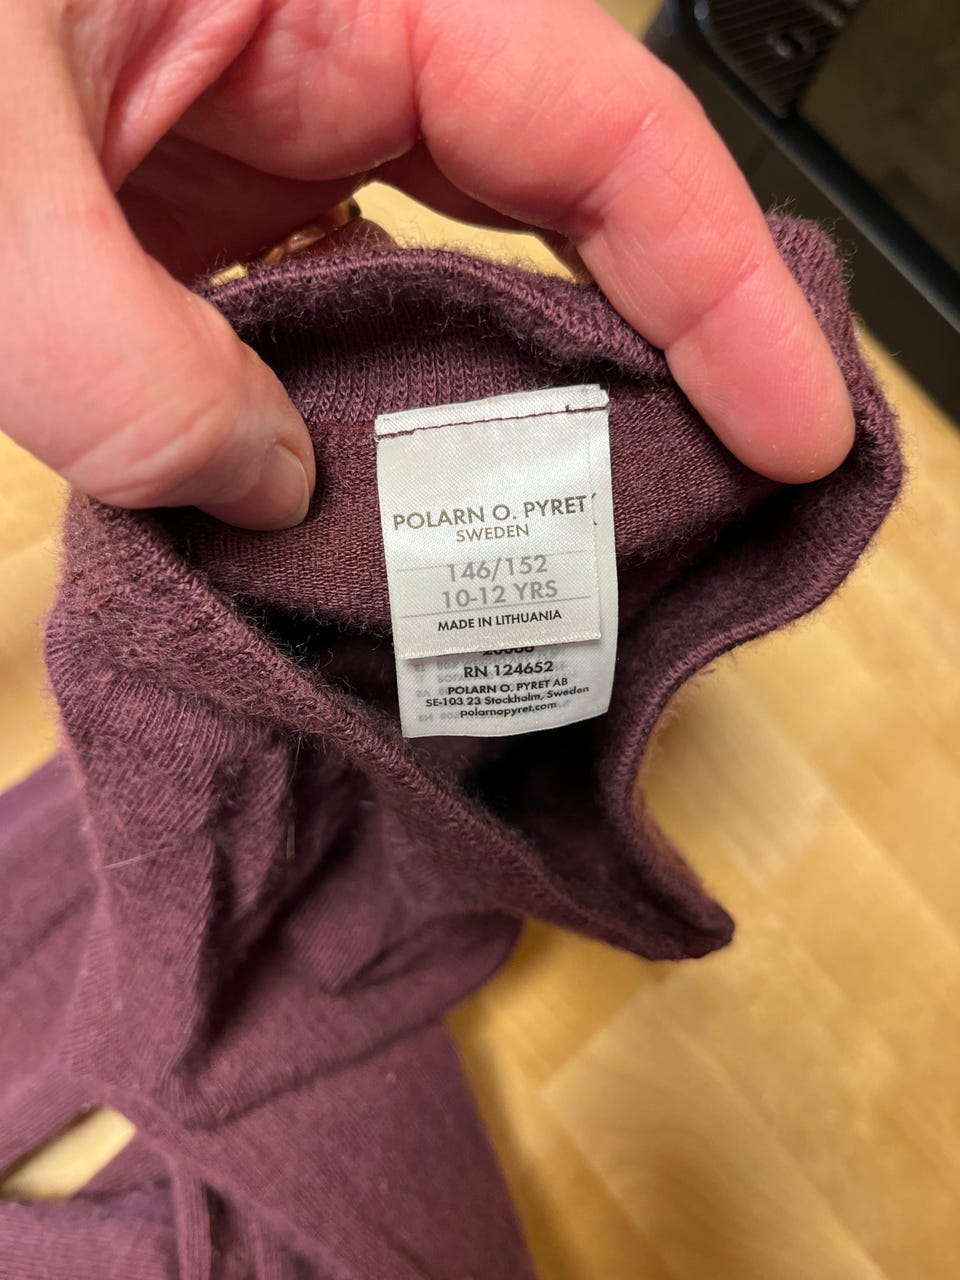 POLARN O. PYRET
SWEDEN
146/152
10-12 YRS
MADE IN LITHUANIA
RN 124652
POLARN O. PYRET AB
SE-103 23 Stockholm, Sweden
polarnopyret.com